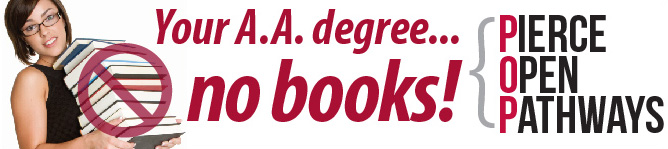 Your A.A. degree...
no books!
PIERCE
OPEN
PATHWAYS